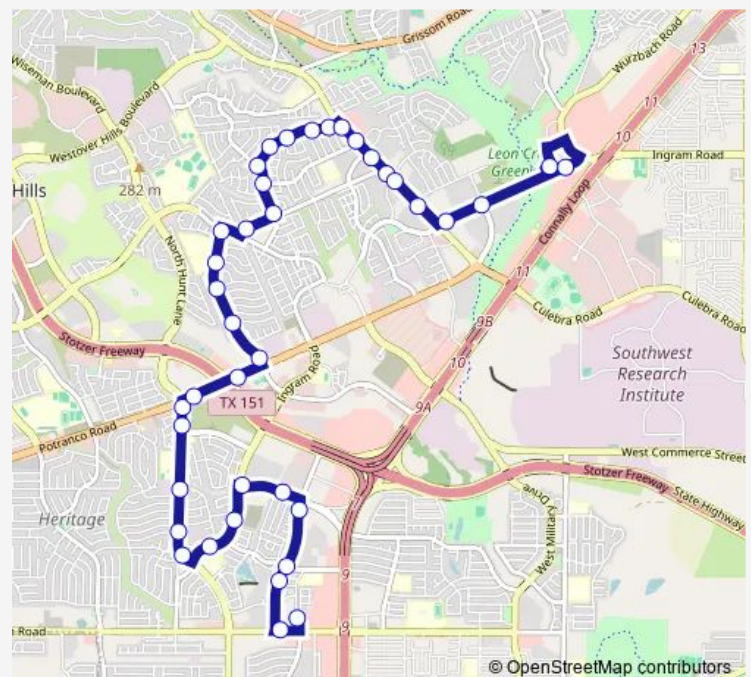 Grissom Road
Wurzbach Road
13
Wiseman Boulevard
Westover Hills Boulevard
11
10
Leon Cr
Green
Ingram Road
282 m
Hills
Connally Loop
North Hunt Lane
11
Culebra Road
Culebra Road
9B
Stotzer Freeway
10
Southwest
Research
Institute
Ingram Road
TX 151
9A
Potranco Road
West Commerce Street
Stotzer Freeway
State Highway
Heritage
West Military Drive
9
Road
9
© OpenStreetMap contributors